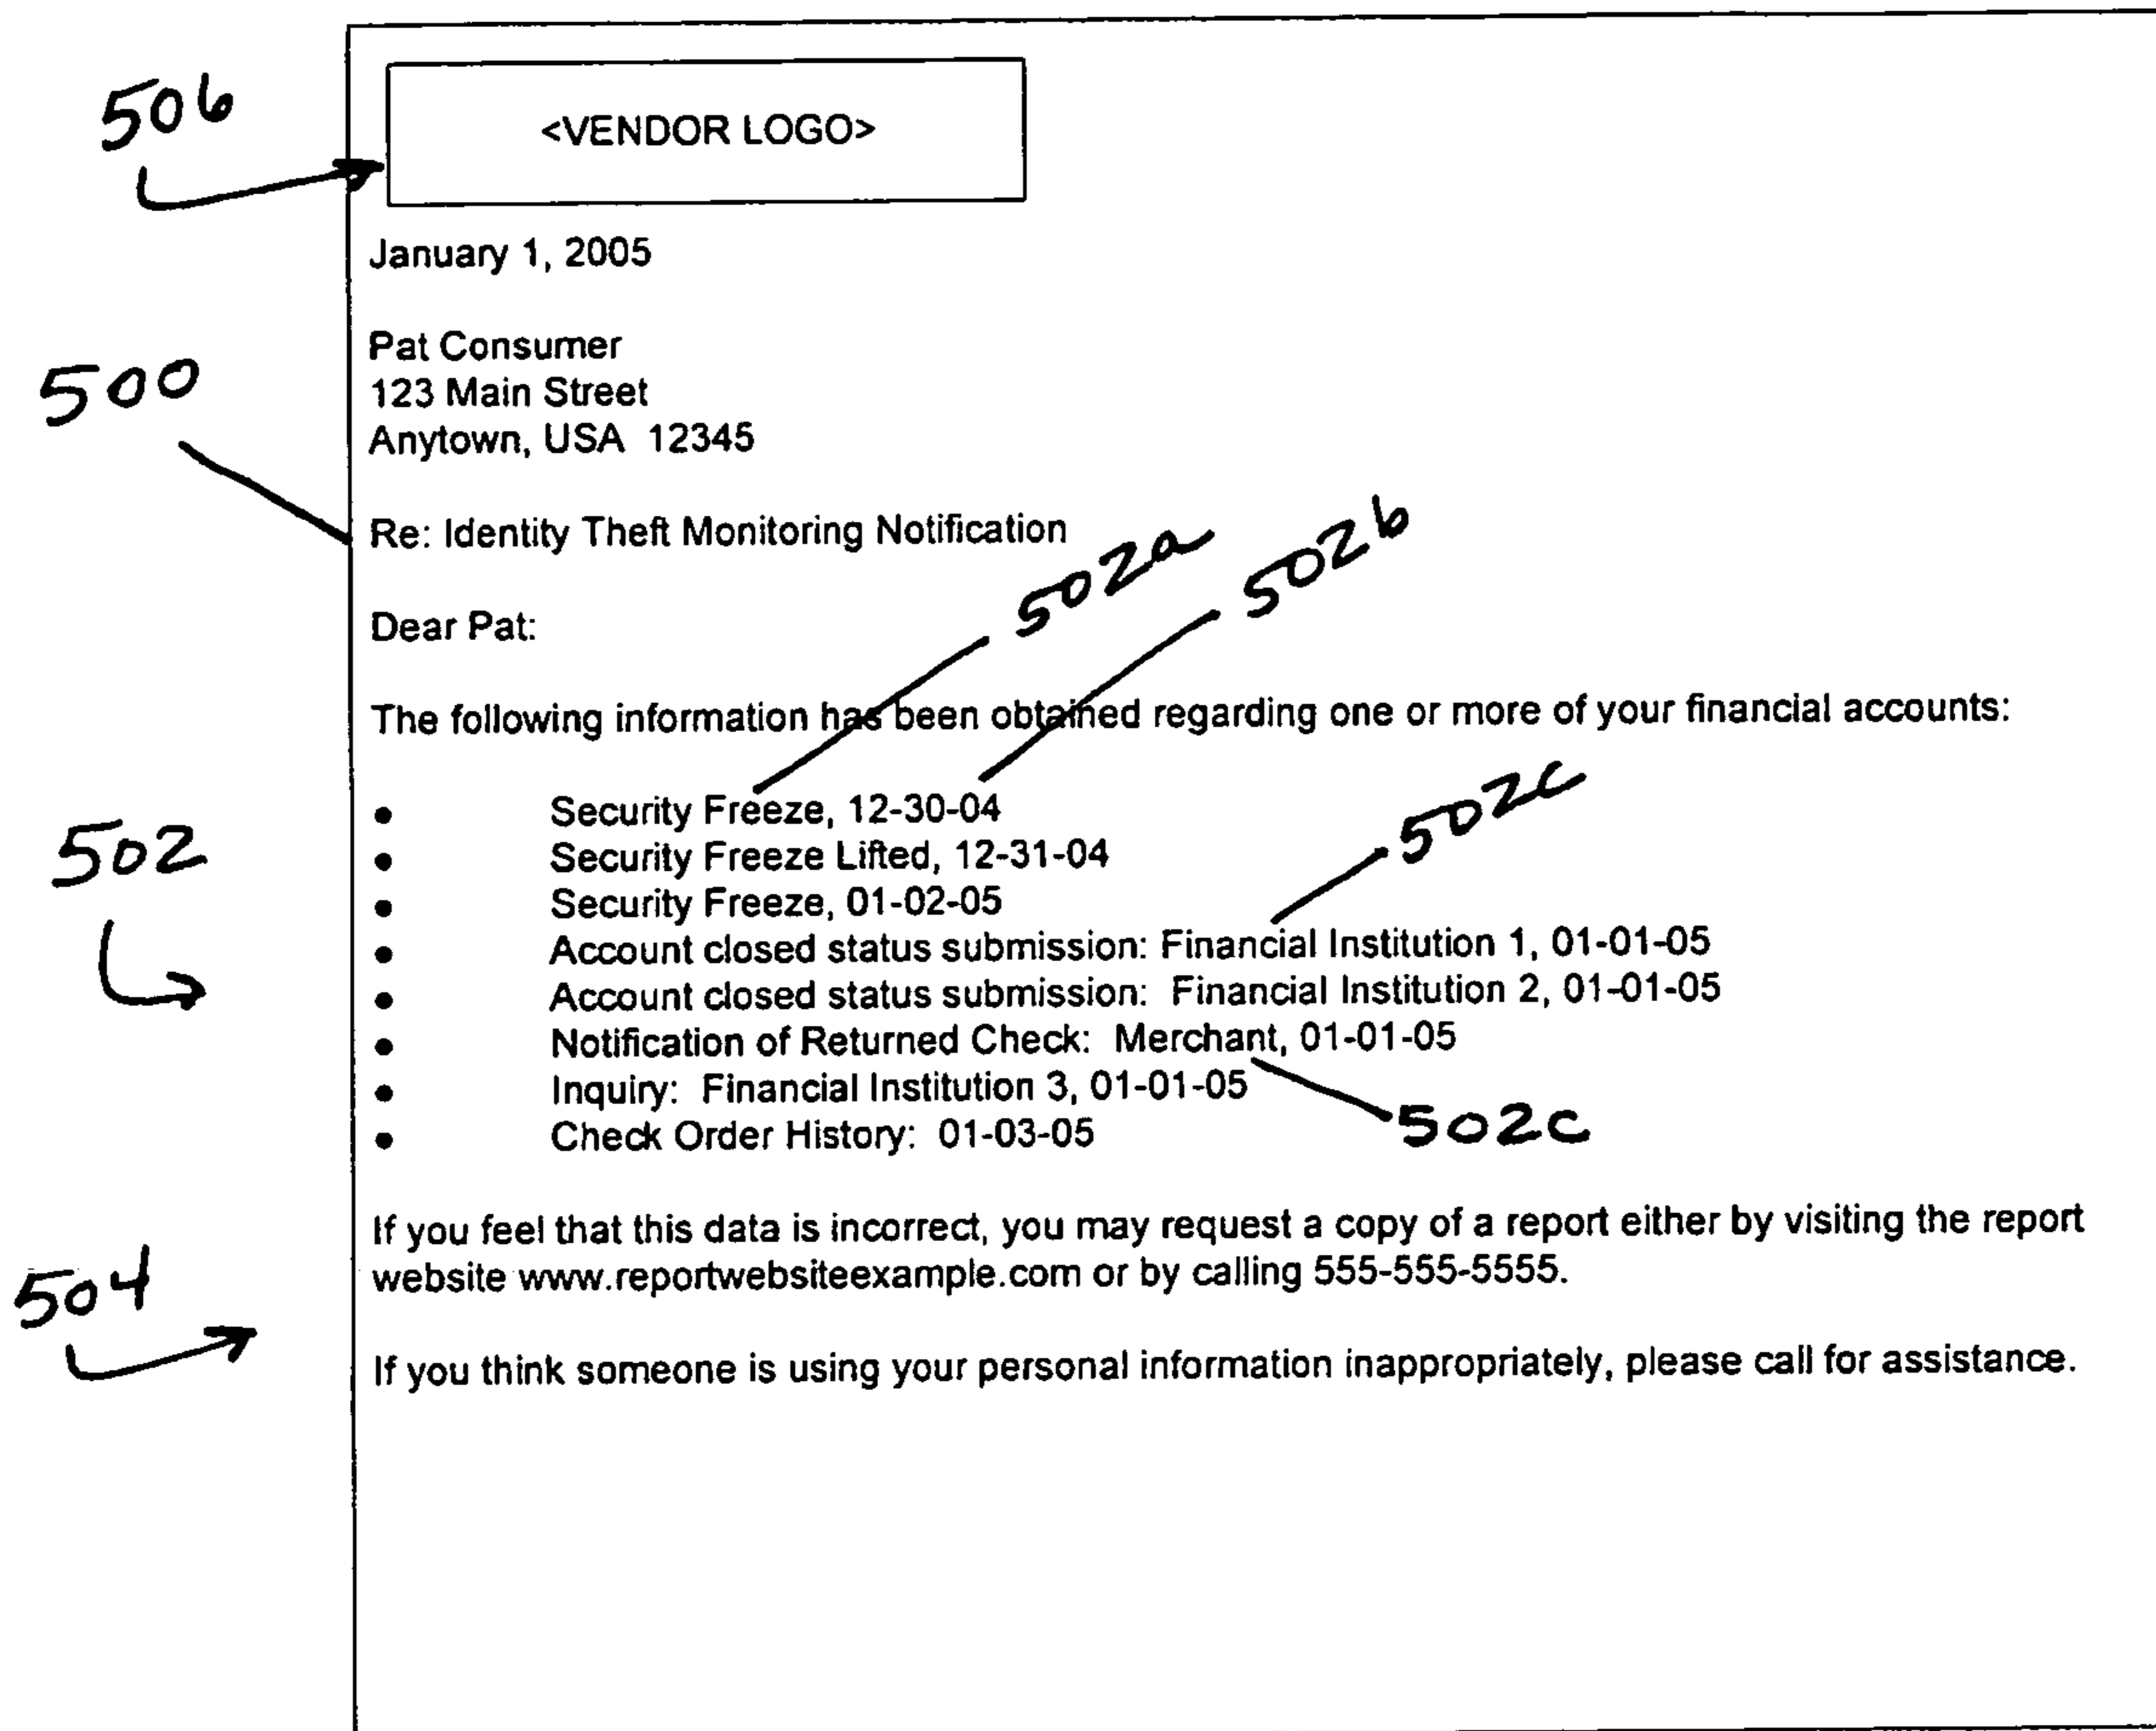 506
<VENDOR LOGO>
January 1, 2005
500
Pat Consumer
123 Main Street
Anytown, USA 12345
Re: Identity Theft Monitoring Notification
502a
502b
Dear Pat:
The following information has been obtained regarding one or more of your financial accounts:
502
502c
• Security Freeze, 12-30-04
• Security Freeze Lifted, 12-31-04
• Security Freeze, 01-02-05
• Account closed status submission: Financial Institution 1, 01-01-05
• Account closed status submission: Financial Institution 2, 01-01-05
• Notification of Returned Check: Merchant, 01-01-05
• Inquiry: Financial Institution 3, 01-01-05
• Check Order History: 01-03-05
502c
504
If you feel that this data is incorrect, you may request a copy of a report either by visiting the report
website www.reportwebsiteexample.com or by calling 555-555-5555.
If you think someone is using your personal information inappropriately, please call for assistance.